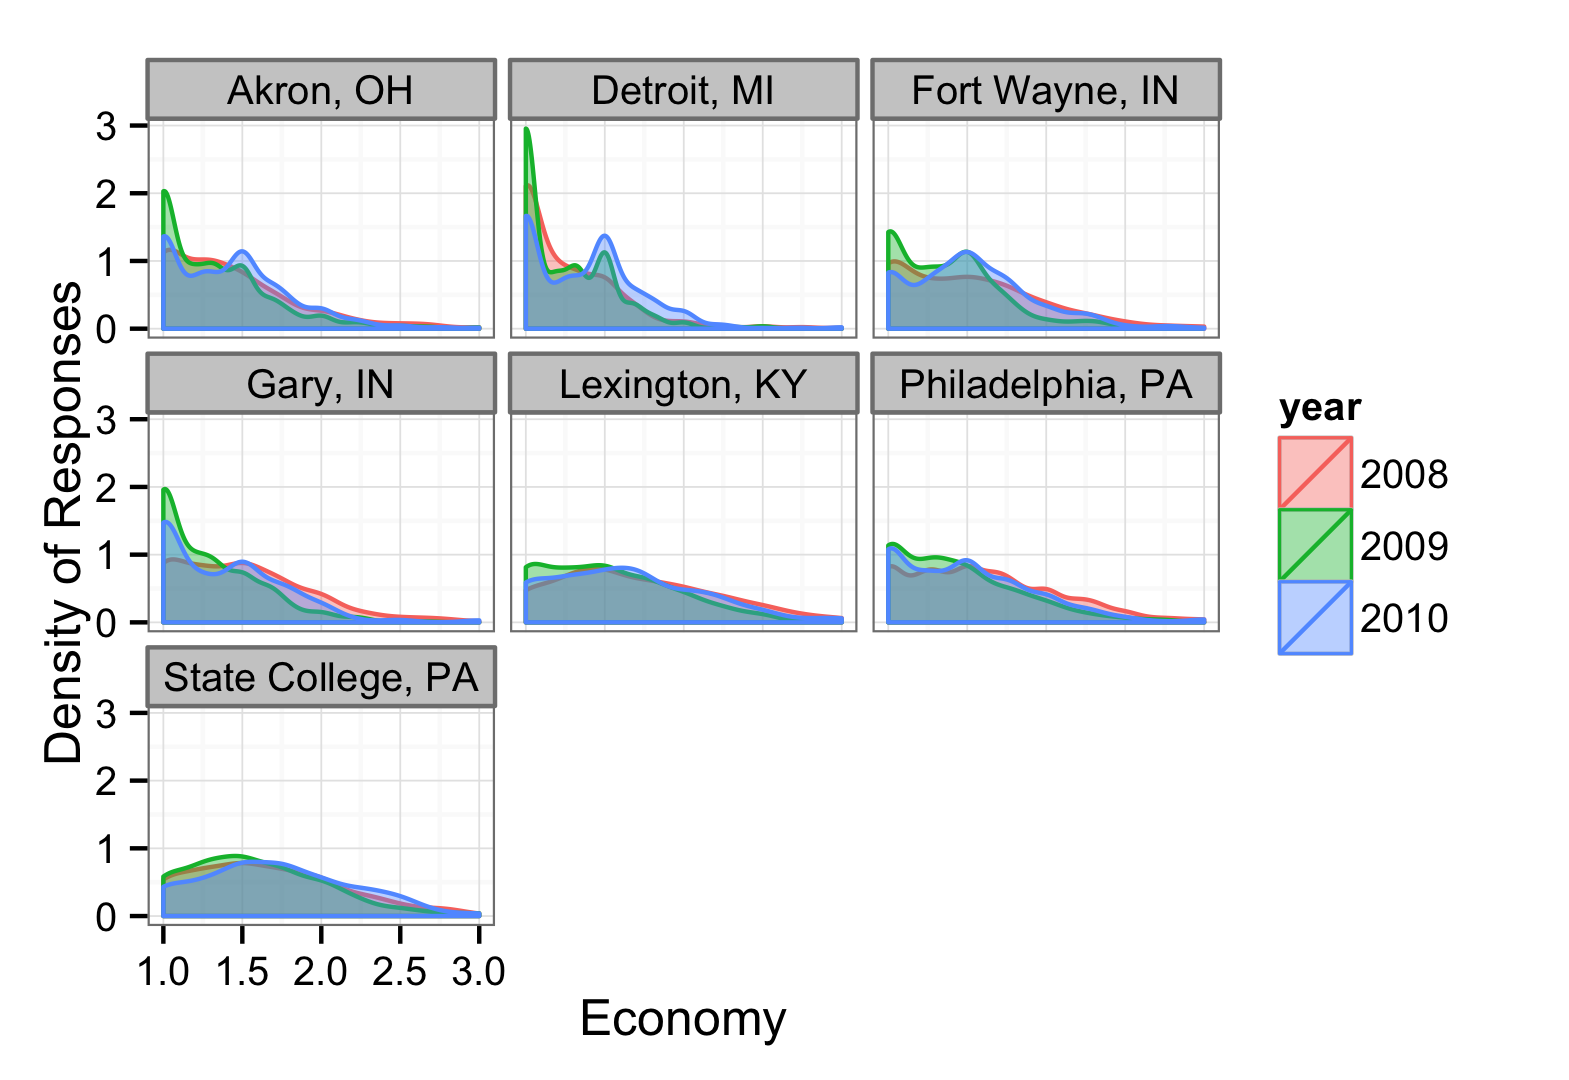 Akron, OH
Detroit, MI
Fort Wayne, IN
3
2
1
0
Gary, IN
Lexington, KY
Philadelphia, PA
3
2
1
0
State College, PA
3
2
1
0
1.0 1.5 2.0 2.5 3.0
Economy
Density of Responses
year
2008
2009
2010